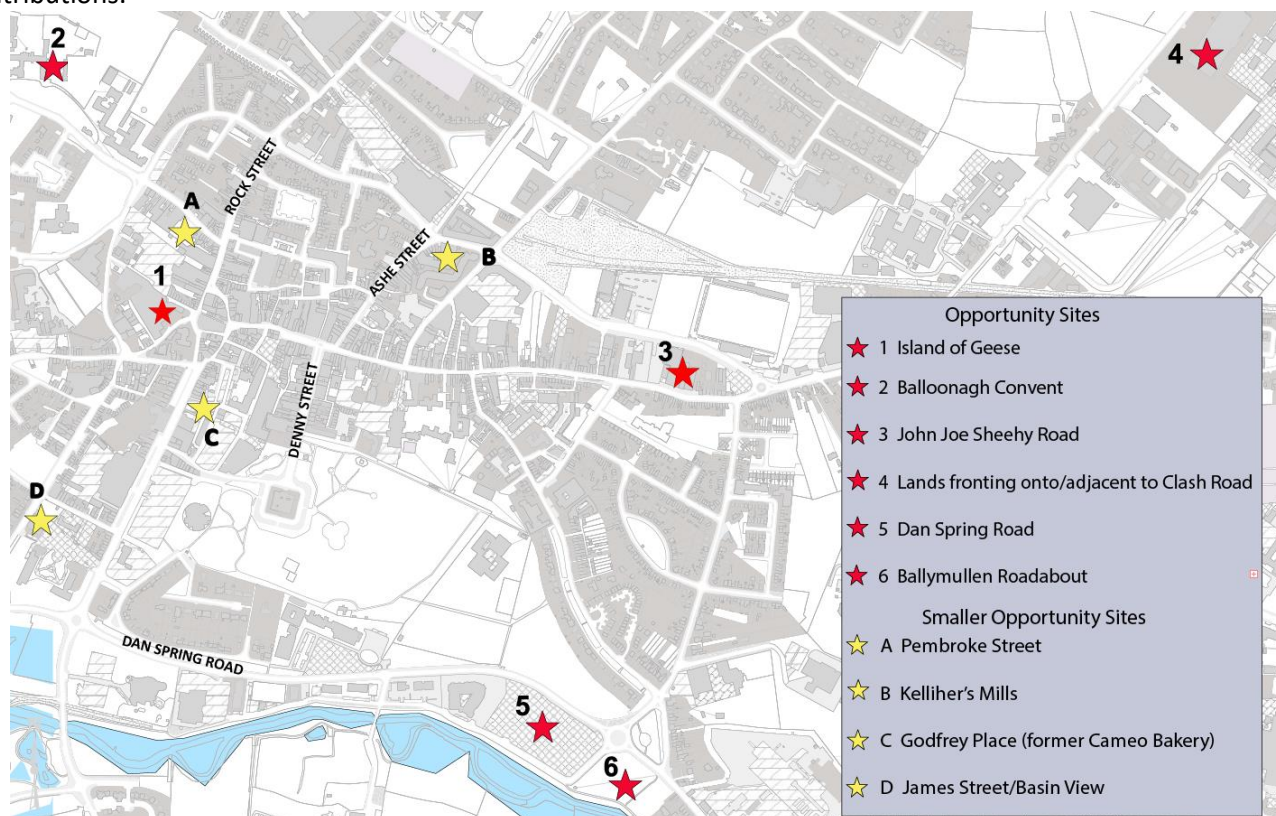 tributions.
2
4
ROCK STREET
A
ASHE STREET
B
1
3
DENNY STREET
C
D
DAN SPRING ROAD
5
6
Opportunity Sites
1 Island of Geese
2 Balloonagh Convent
3 John Joe Sheehy Road
4 Lands fronting onto/adjacent to Clash Road
5 Dan Spring Road
6 Ballymullen Roadabout
Smaller Opportunity Sites
A Pembroke Street
B Kelliher's Mills
C Godfrey Place (former Cameo Bakery)
D James Street/Basin View